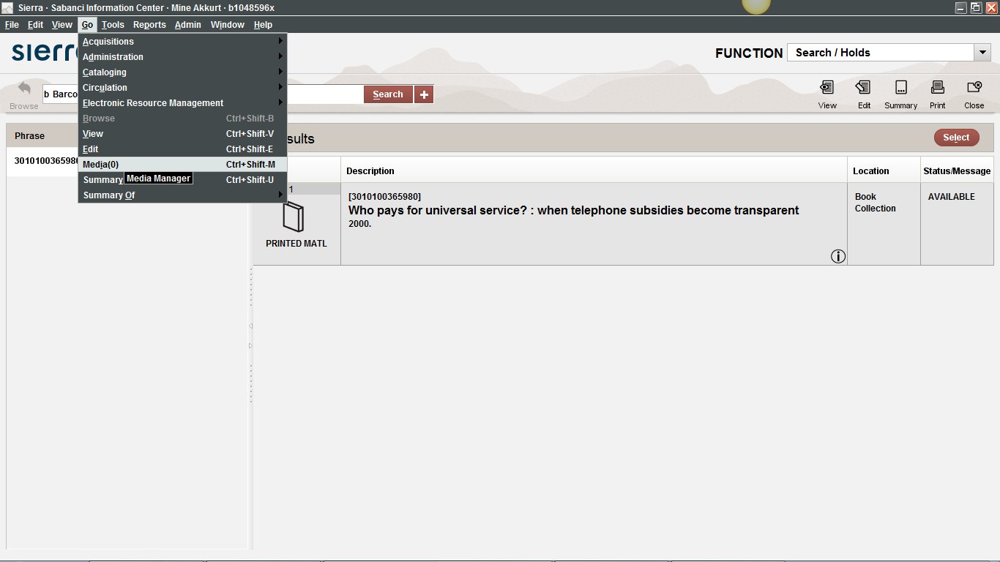 Sierra · Sabanci Information Center · Mine Akkurt · b1048596x
File Edit View Go Tools Reports Admin Window Help
sierr
FUNCTION Search / Holds
Acquisitions
Administration
Cataloging
Circulation
Electronic Resource Management
Browse Ctrl+Shift-B
View Ctrl+Shift-V
Edit Ctrl+Shift-E
Media(0) Ctrl+Shift-M
Summary Ctrl+Shift-U
Media Manager
Summary Of
Browse
b Barco
Search +
View Edit Summary Print Close
Phrase
3010100365980
sults
Select
Description Location Status/Message
1
PRINTED MATL
[3010100365980]
Who pays for universal service? : when telephone subsidies become transparent
2000.
Book
Collection
AVAILABLE